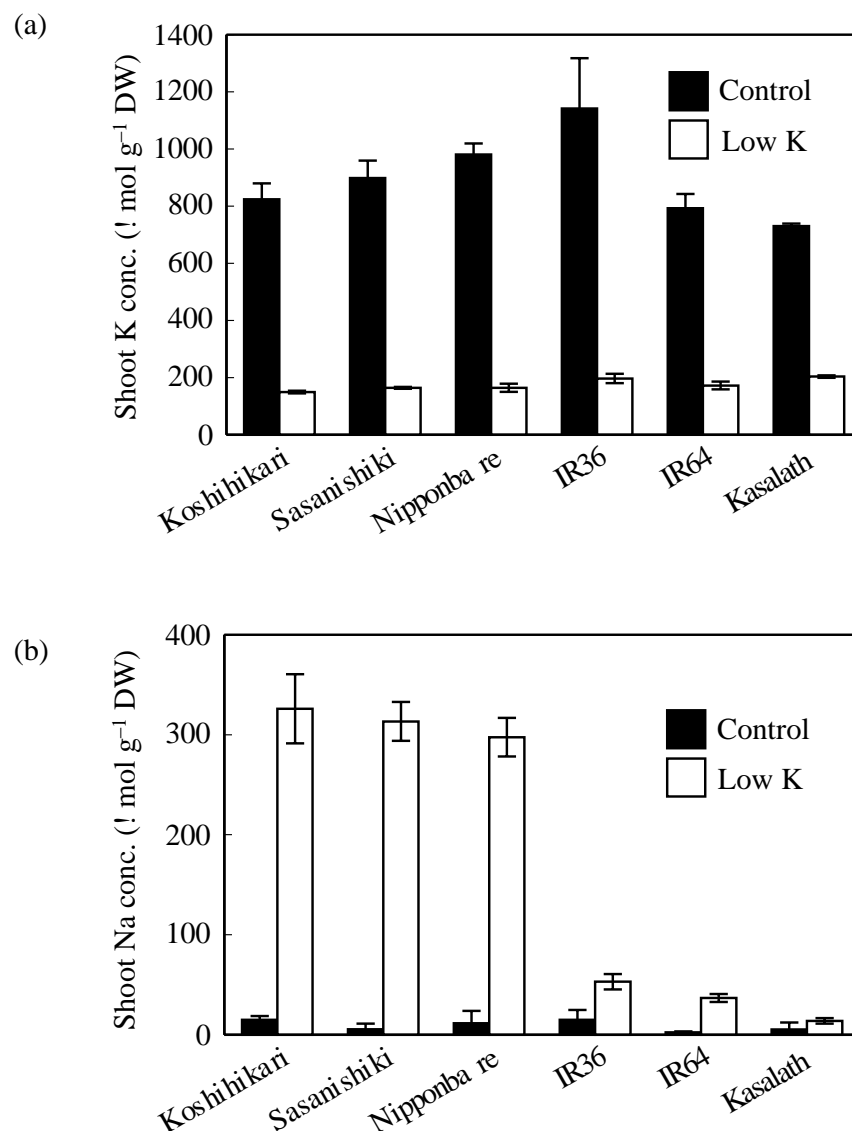 (a)
Shoot K conc. (! mol g⁻¹ DW)
1400
1200
1000
800
600
400
200
0
Control
Low K
Koshihikari
Sasanishiki
Nipponba re
IR36
IR64
Kasalath
(b)
Shoot Na conc. (! mol g⁻¹ DW)
400
300
200
100
0
Control
Low K
Koshihikari
Sasanishiki
Nipponba re
IR36
IR64
Kasalath